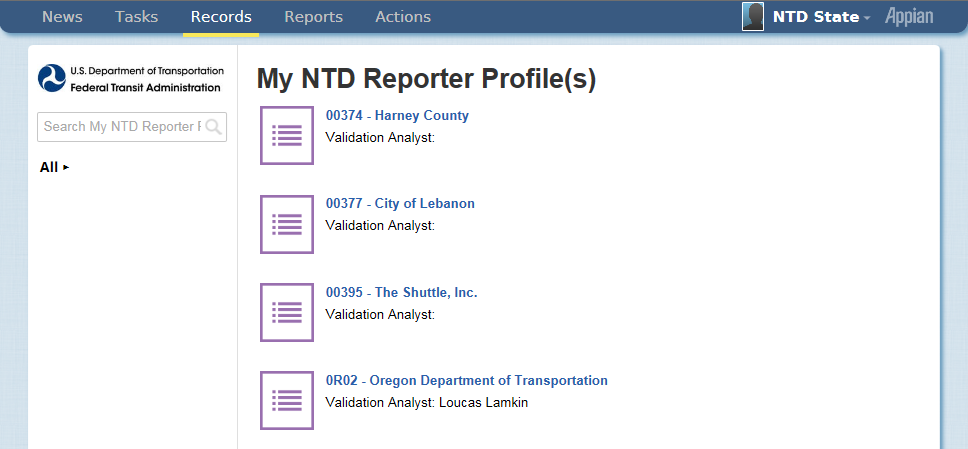 News Tasks Records Reports Actions NTD State Appian
U.S. Department of Transportation
Federal Transit Administration
Search My NTD Reporter F
All
My NTD Reporter Profile(s)
00374 - Harney County
Validation Analyst:
00377 - City of Lebanon
Validation Analyst:
00395 - The Shuttle, Inc.
Validation Analyst:
0R02 - Oregon Department of Transportation
Validation Analyst: Loucas Lamkin